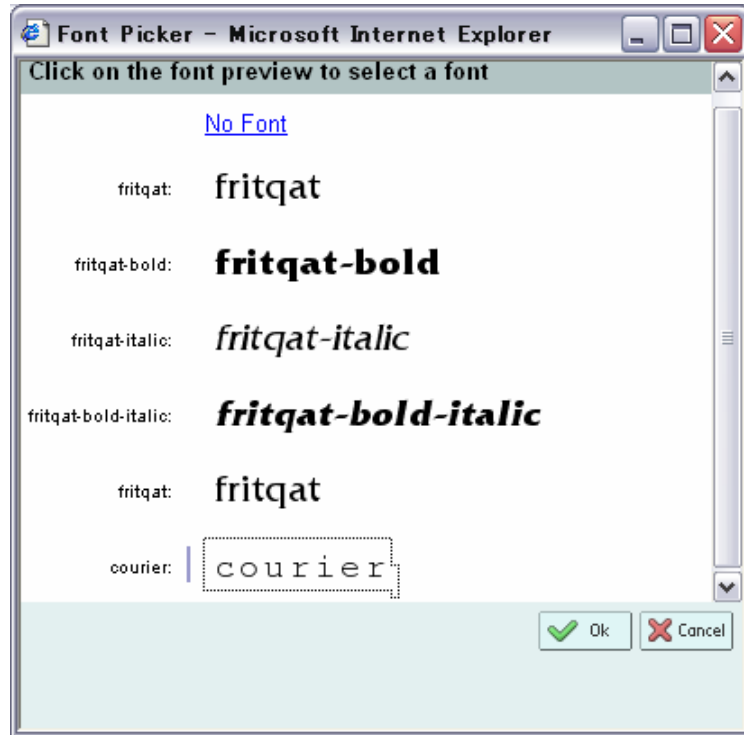 Font Picker - Microsoft Internet Explorer
Click on the font preview to select a font
No Font
fritqat: fritqat
fritqat-bold: fritqat-bold
fritqat-italic: fritqat-italic
fritqat-bold-italic: fritqat-bold-italic
fritqat: fritqat
courier: courier
Ok Cancel